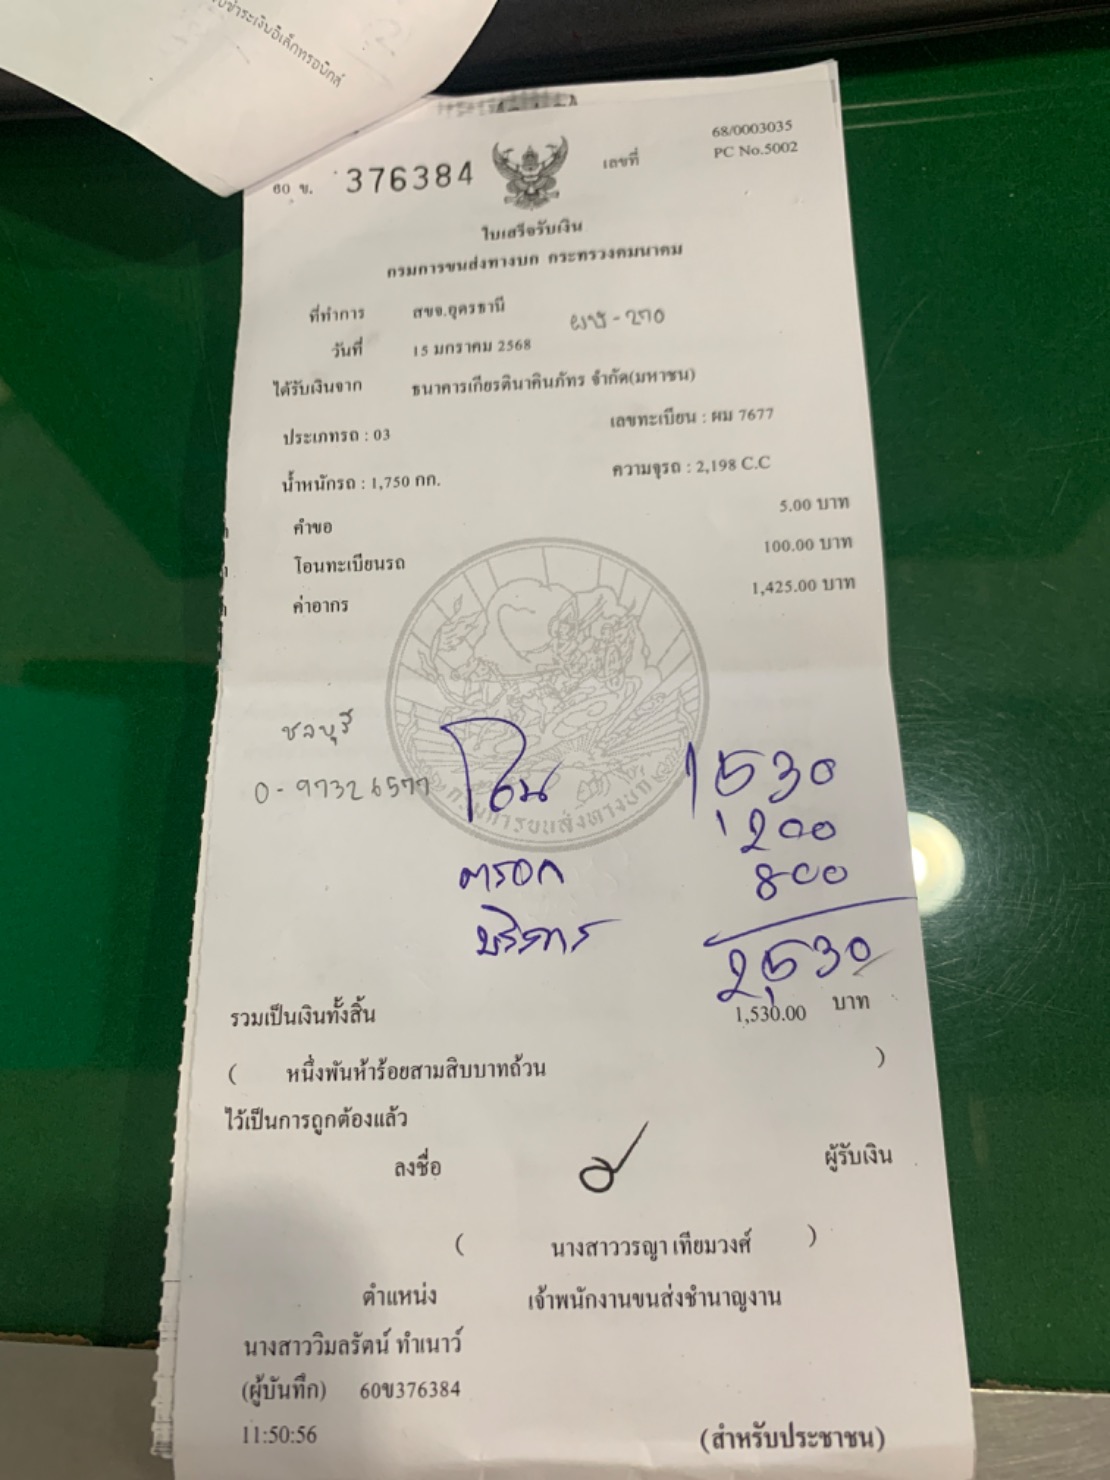 ชำระเงินอิเล็กทรอนิกส์
68/0003035
60 ข. 376384 เลขที่ PC No.5002
ใบเสร็จรับเงิน
กรมการขนส่งทางบก กระทรวงคมนาคม
ที่ทำการ สขจ.อุดรธานี
วันที่ 15 มกราคม 2568
ได้รับเงินจาก ธนาคารเกียรตินาคินภัทร จำกัด(มหาชน)
ประเภทรถ : 03 เลขทะเบียน : ผม 7677
น้ำหนักรถ : 1,750 กก. ความจุรถ : 2,198 C.C
คำขอ 5.00 บาท
โอนทะเบียนรถ 100.00 บาท
ค่าอากร 1,425.00 บาท
ชลบุรี
โอน 1530
กรมการขนส่งทางบก
200
ตรอก 800
บริการ
2,530
รวมเป็นเงินทั้งสิ้น 1,530.00 บาท
( หนึ่งพันห้าร้อยสามสิบบาทถ้วน )
ไว้เป็นการถูกต้องแล้ว
ลงชื่อ ผู้รับเงิน
( นางสาววรญา เทียมวงศ์ )
ตำแหน่ง เจ้าพนักงานขนส่งชำนาญงาน
นางสาววิมลรัตน์ ทำเนาว์
(ผู้บันทึก) 60ข376384
11:50:56 (สำหรับประชาชน)